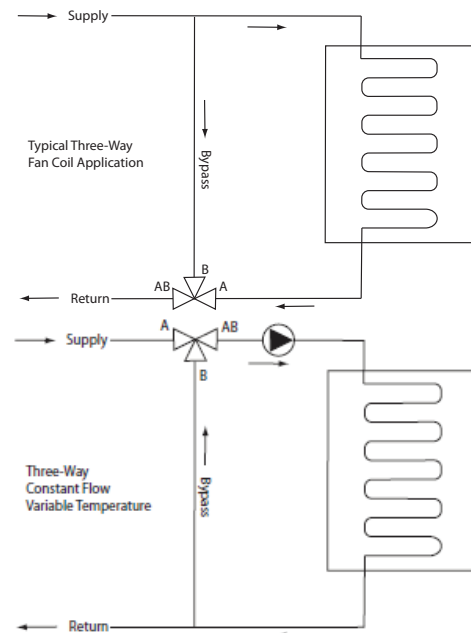 Supply
Typical Three-Way
Fan Coil Application
Bypass
B
AB
A
Return
A
AB
Supply
B
Three-Way
Constant Flow
Variable Temperature
Bypass
Return